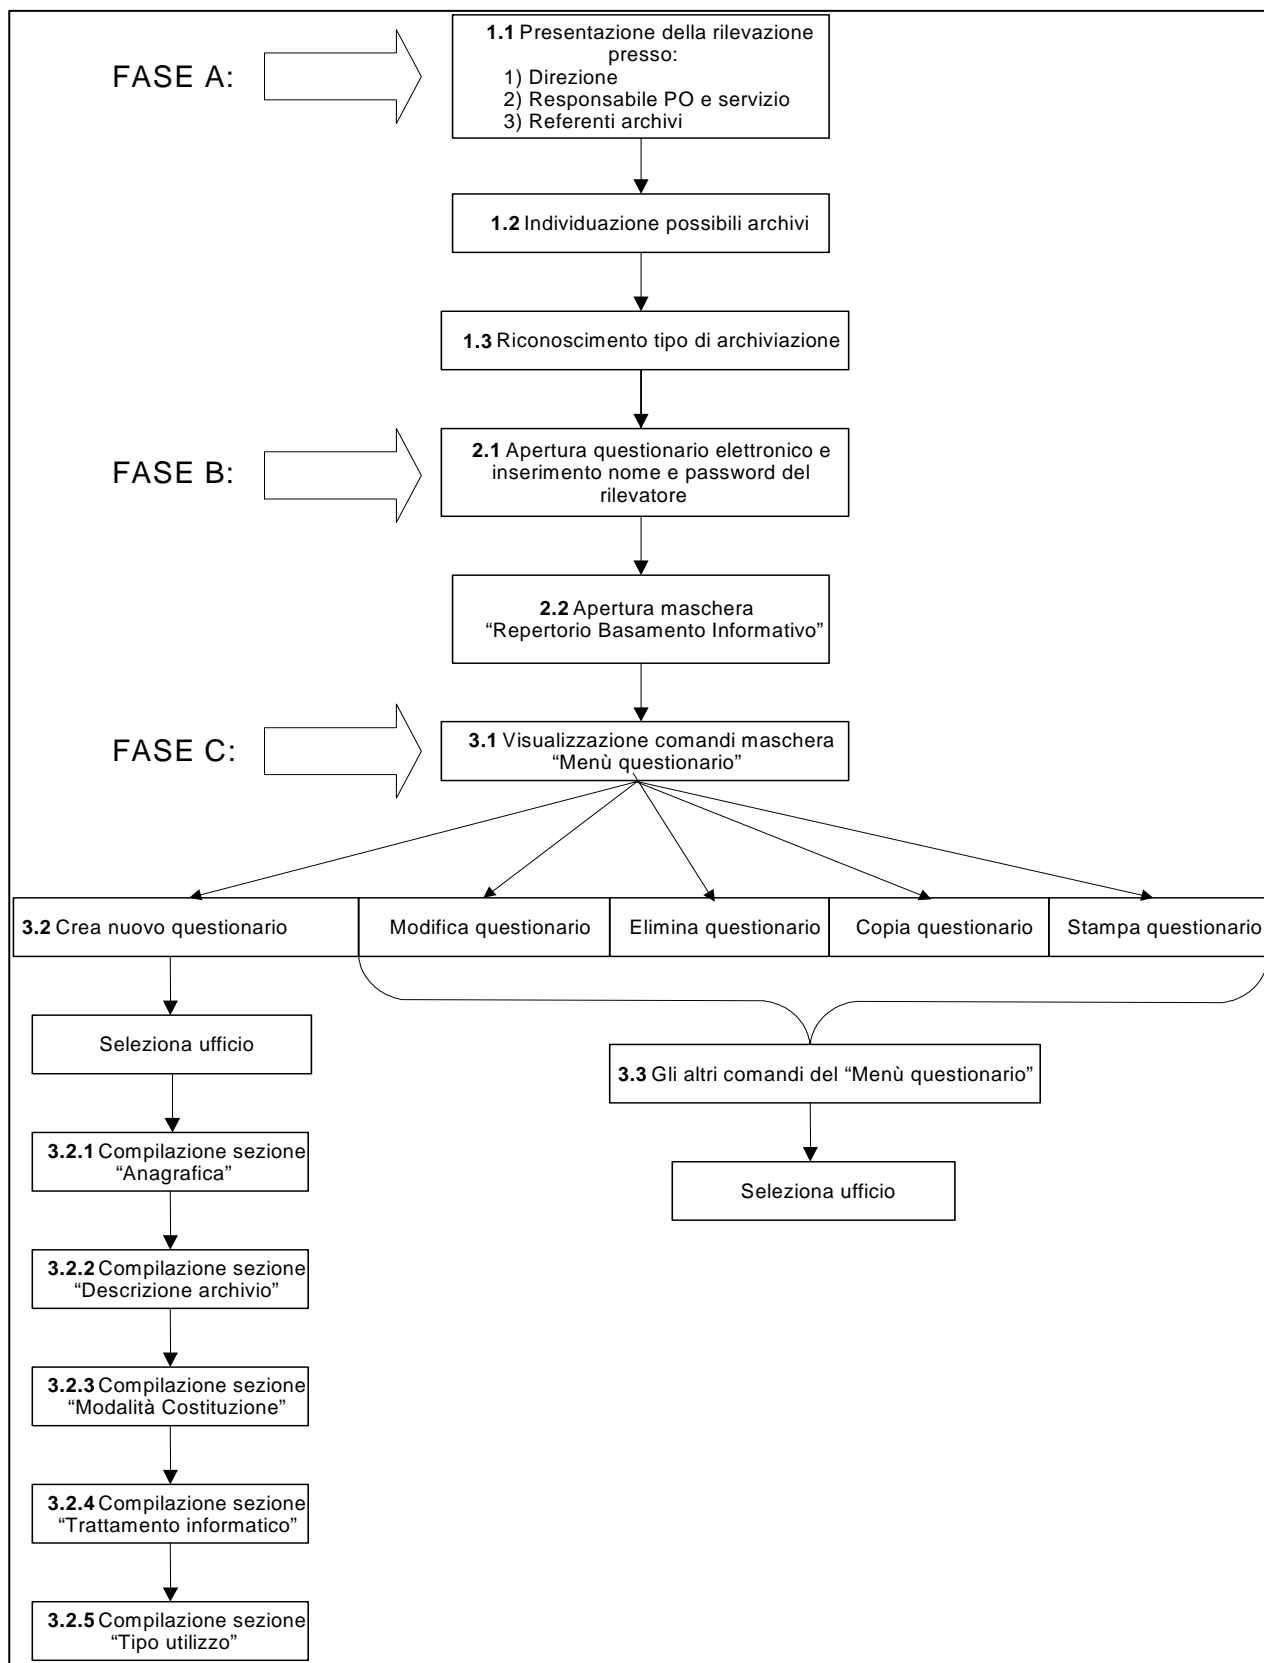 FASE A:
1.1 Presentazione della rilevazione
presso:
1) Direzione
2) Responsabile PO e servizio
3) Referenti archivi
1.2 Individuazione possibili archivi
1.3 Riconoscimento tipo di archiviazione
FASE B:
2.1 Apertura questionario elettronico e
inserimento nome e password del
rilevatore
2.2 Apertura maschera
“Repertorio Basamento Informativo”
FASE C:
3.1 Visualizzazione comandi maschera
“Menù questionario”
3.2 Crea nuovo questionario
Modifica questionario
Elimina questionario
Copia questionario
Stampa questionario
Seleziona ufficio
3.3 Gli altri comandi del “Menù questionario”
3.2.1 Compilazione sezione
“Anagrafica”
Seleziona ufficio
3.2.2 Compilazione sezione
“Descrizione archivio”
3.2.3 Compilazione sezione
“Modalità Costituzione”
3.2.4 Compilazione sezione
“Trattamento informatico”
3.2.5 Compilazione sezione
“Tipo utilizzo”